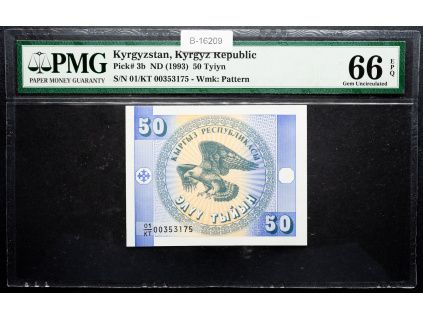 B-16209
PMG
PAPER MONEY GUARANTY
Kyrgyzstan, Kyrgyz Republic
Pick# 3b ND (1993) 50 Tyiyn
S/N 01/KT 00353175 - Wmk: Pattern
66 EPQ
Gem Uncirculated
50
КЫРГЫЗ РЕСПУБЛИКАСЫ
ЭЛҮҮ ТЫЙЫН
50
01/КТ 00353175